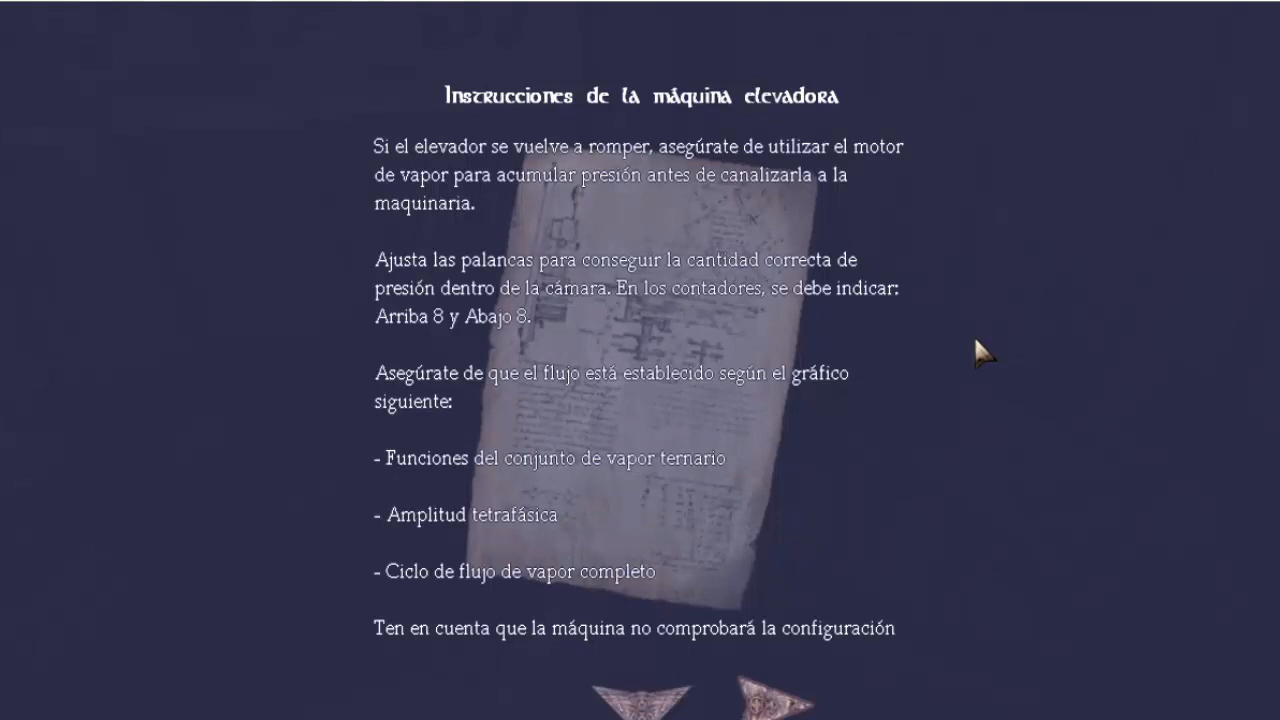 Instrucciones de la máquina elevadora
Si el elevador se vuelve a romper, asegúrate de utilizar el motor
de vapor para acumular presión antes de canalizarla a la
maquinaria.
Ajusta las palancas para conseguir la cantidad correcta de
presión dentro de la cámara. En los contadores, se debe indicar:
Arriba 8 y Abajo 8.
Asegúrate de que el flujo está establecido según el gráfico
siguiente:
- Funciones del conjunto de vapor ternario
- Amplitud tetrafásica
- Ciclo de flujo de vapor completo
Ten en cuenta que la máquina no comprobará la configuración